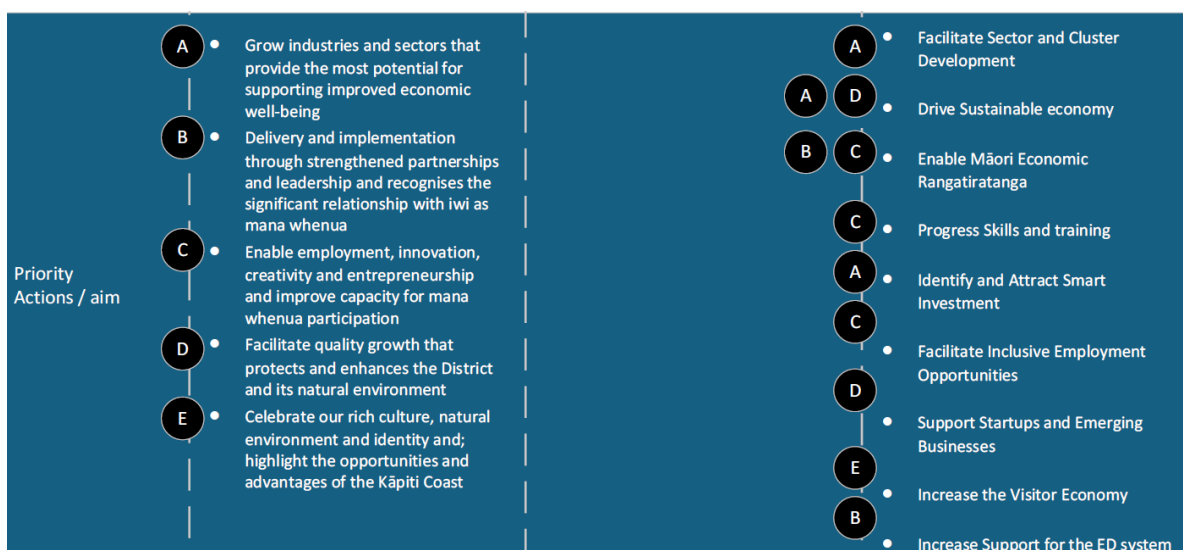 Priority
Actions / aim
A
• Grow industries and sectors that
provide the most potential for
supporting improved economic
well-being
B
• Delivery and implementation
through strengthened partnerships
and leadership and recognises the
significant relationship with iwi as
mana whenua
C
• Enable employment, innovation,
creativity and entrepreneurship
and improve capacity for mana
whenua participation
D
• Facilitate quality growth that
protects and enhances the District
and its natural environment
E
• Celebrate our rich culture, natural
environment and identity and;
highlight the opportunities and
advantages of the Kāpiti Coast
A
• Facilitate Sector and Cluster
Development
A D
• Drive Sustainable economy
B C
• Enable Māori Economic
Rangatiratanga
C
• Progress Skills and training
A
• Identify and Attract Smart
Investment
C
• Facilitate Inclusive Employment
Opportunities
D
• Support Startups and Emerging
Businesses
E
• Increase the Visitor Economy
B
• Increase Support for the ED system